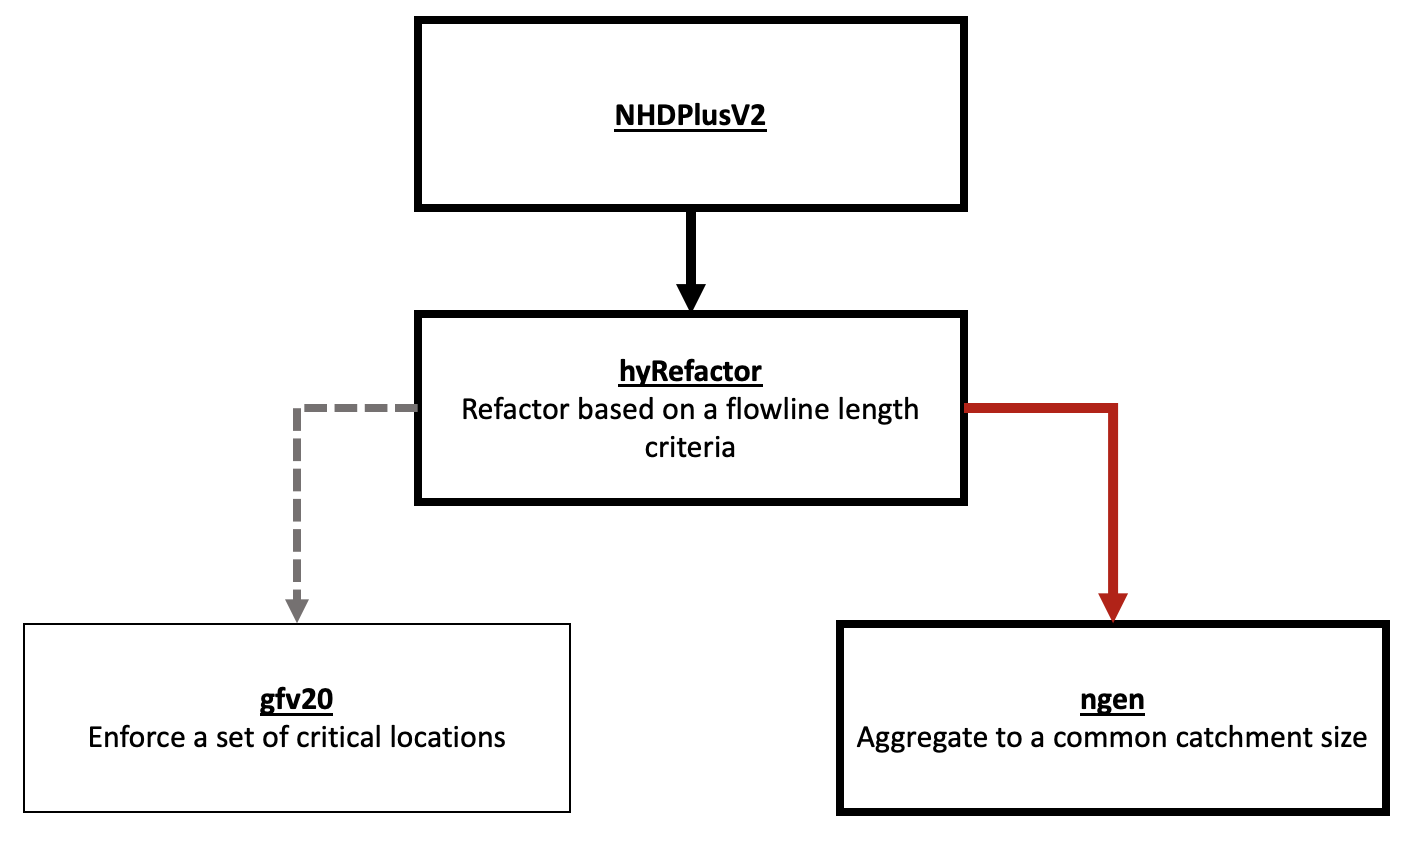 NHDPlusV2
hyRefactor
Refactor based on a flowline length
criteria
gfv20
Enforce a set of critical locations
ngen
Aggregate to a common catchment size